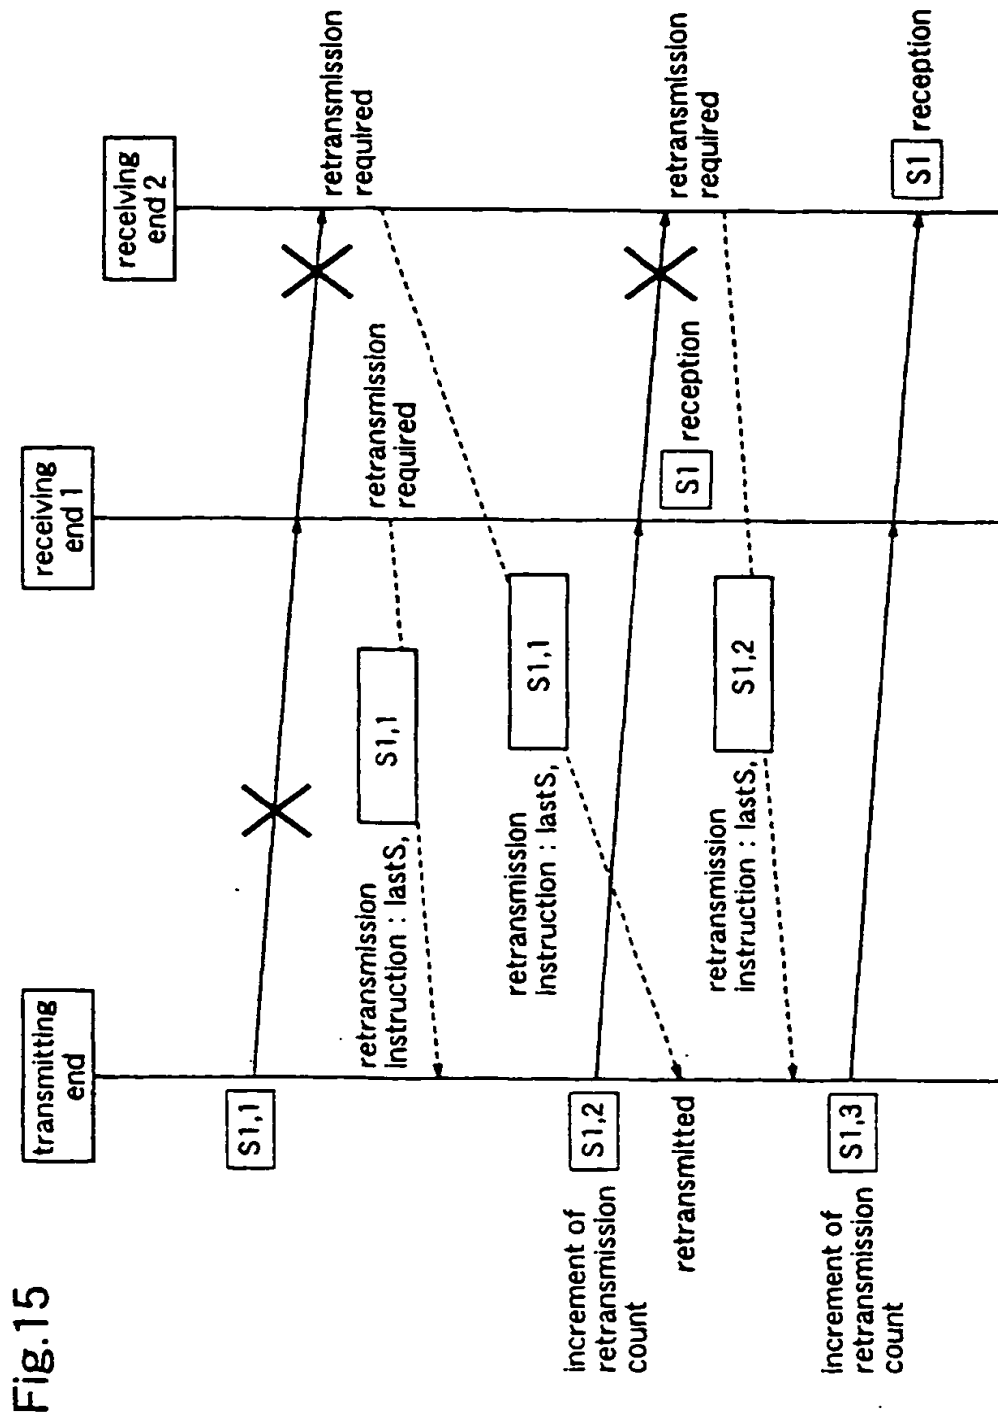 Fig.15
transmitting
end
receiving
end 1
receiving
end 2
S1,1
retransmission
required
retransmission
required
retransmission
instruction : lastS,
S1,1
retransmission
instruction : lastS,
S1,1
increment of
retransmission
count
S1,2
S1 reception
retransmission
required
retransmitted
retransmission
instruction : lastS,
S1,2
increment of
retransmission
count
S1,3
S1 reception